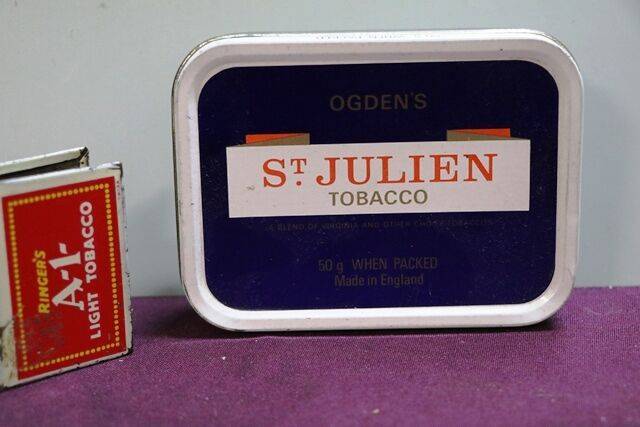 OGDEN'S
ST. JULIEN
TOBACCO
A BLEND OF VIRGINIA AND OTHER CHOICE TOBACCOS
50 g WHEN PACKED
Made in England
RINGER'S
A-1-
LIGHT TOBACCO